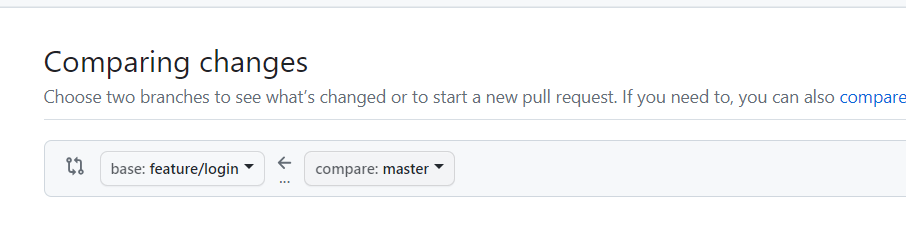 Comparing changes
Choose two branches to see what’s changed or to start a new pull request. If you need to, you can also compare
base: feature/login ← compare: master
...